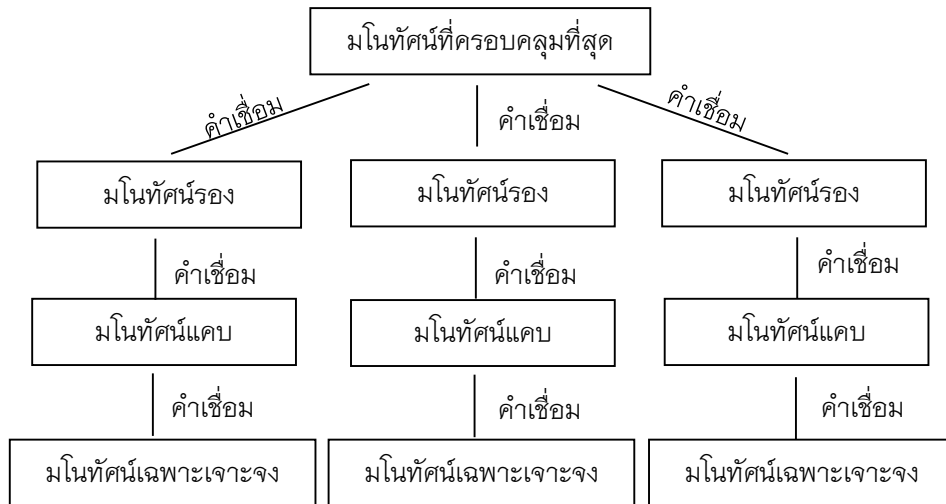 มโนทัศน์ที่ครอบคลุมที่สุด
คำเชื่อม คำเชื่อม คำเชื่อม
มโนทัศน์รอง มโนทัศน์รอง มโนทัศน์รอง
คำเชื่อม คำเชื่อม คำเชื่อม
มโนทัศน์แคบ มโนทัศน์แคบ มโนทัศน์แคบ
คำเชื่อม คำเชื่อม คำเชื่อม
มโนทัศน์เฉพาะเจาะจง มโนทัศน์เฉพาะเจาะจง มโนทัศน์เฉพาะเจาะจง